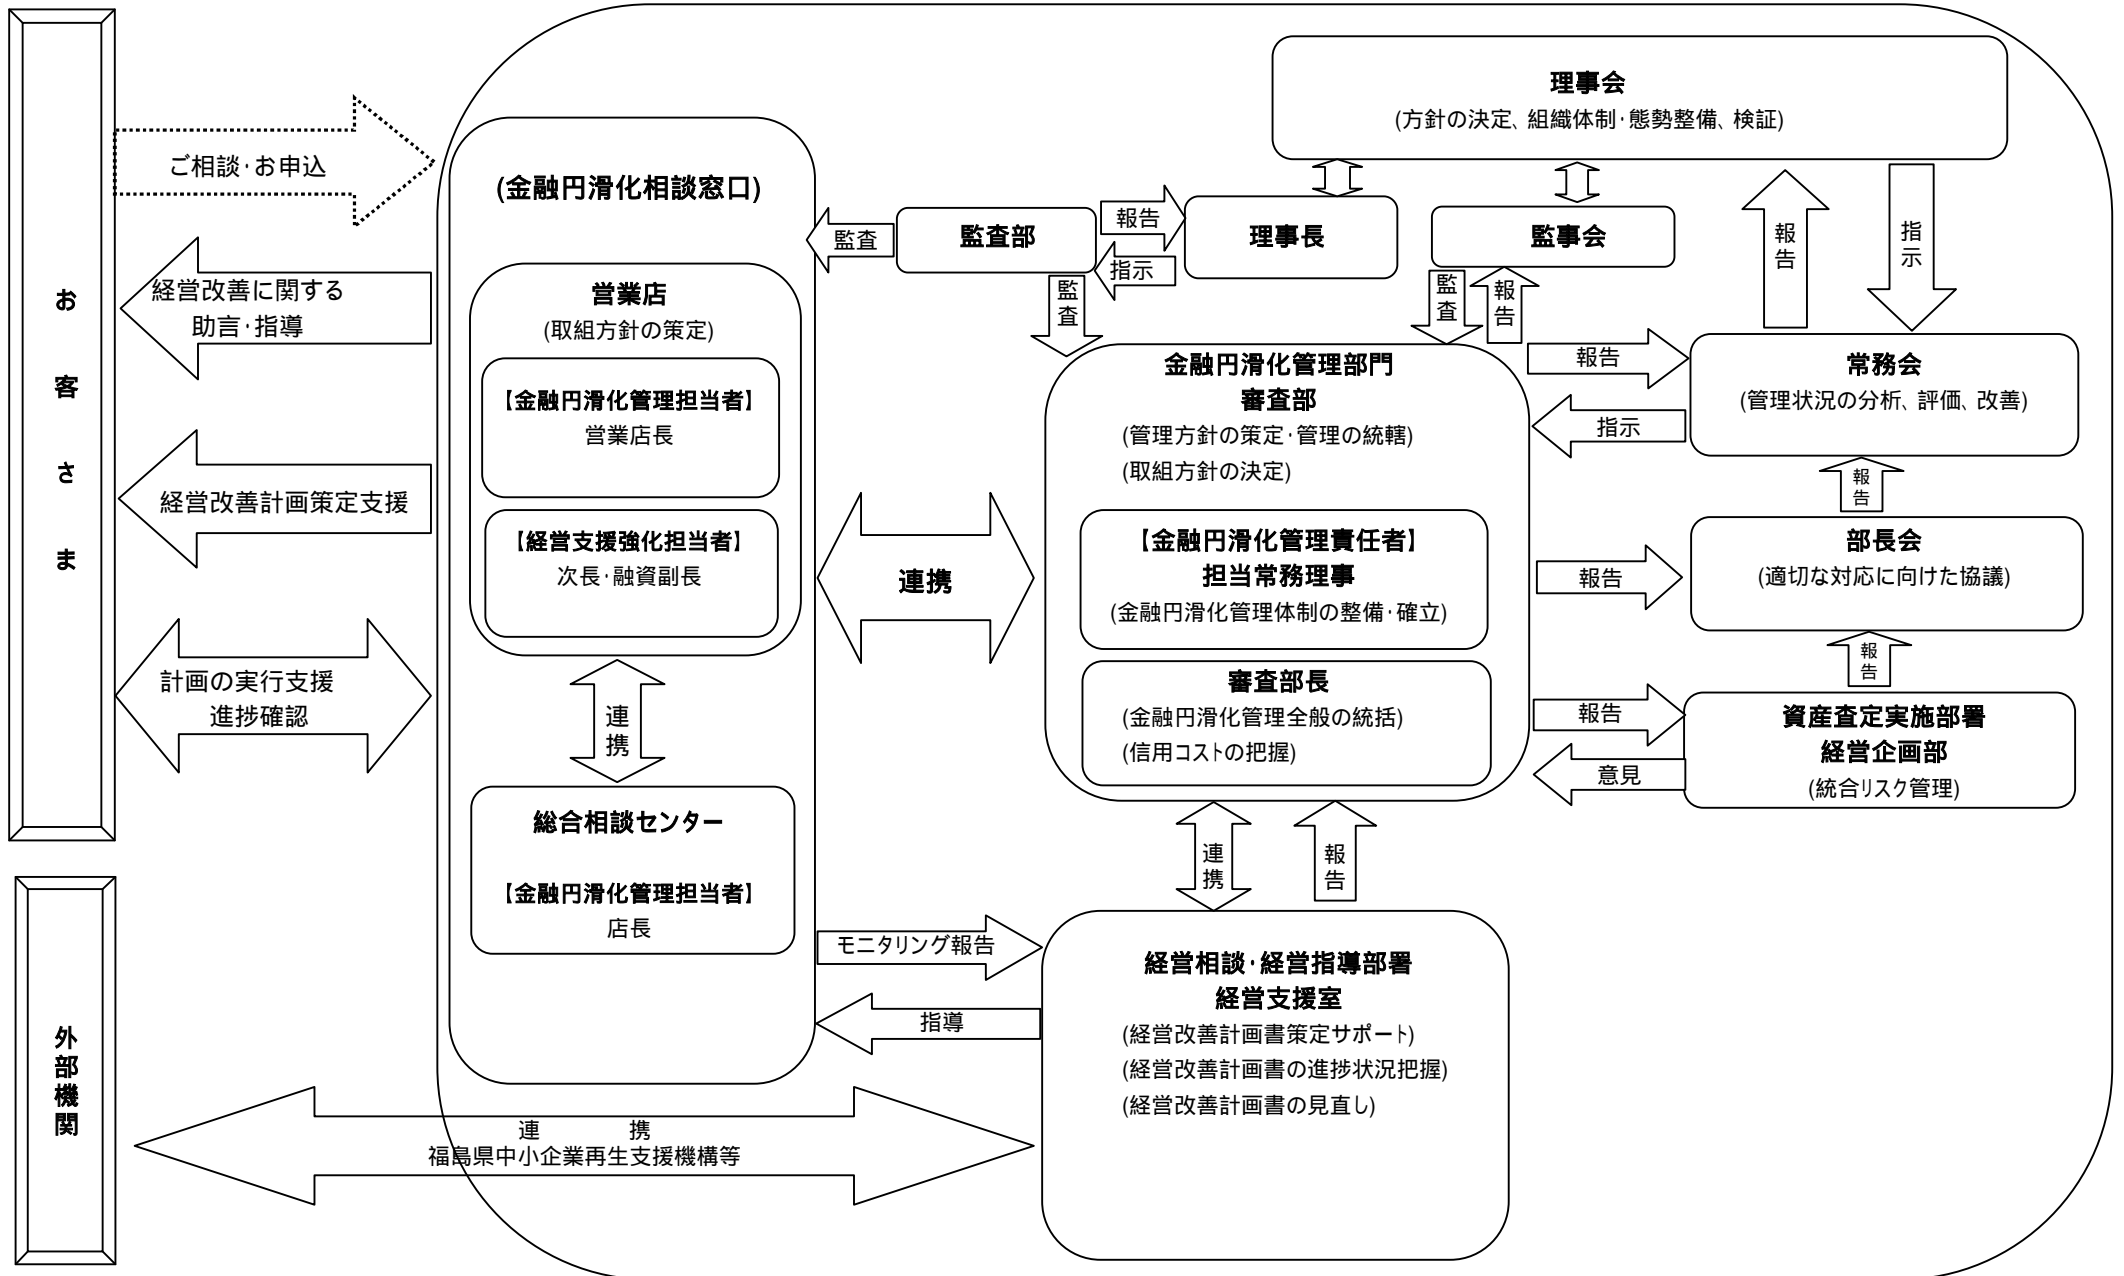 お客さま
外部機関
ご相談・お申込
経営改善に関する
助言・指導
経営改善計画策定支援
計画の実行支援
進捗確認
(金融円滑化相談窓口)
営業店
(取組方針の策定)
【金融円滑化管理担当者】
営業店長
【経営支援強化担当者】
次長・融資副長
連携
総合相談センター
【金融円滑化管理担当者】
店長
監査
監査部
報告
指示
理事長
監査
理事会
(方針の決定、組織体制・態勢整備、検証)
監事会
監査
報告
報告
指示
連携
金融円滑化管理部門
審査部
(管理方針の策定・管理の統轄)
(取組方針の決定)
【金融円滑化管理責任者】
担当常務理事
(金融円滑化管理体制の整備・確立)
審査部長
(金融円滑化管理全般の統括)
(信用コストの把握)
報告
指示
常務会
(管理状況の分析、評価、改善)
報告
報告
部長会
(適切な対応に向けた協議)
報告
報告
意見
資産査定実施部署
経営企画部
(統合リスク管理)
連携
報告
モニタリング報告
指導
経営相談・経営指導部署
経営支援室
(経営改善計画書策定サポート)
(経営改善計画書の進捗状況把握)
(経営改善計画書の見直し)
連　携
福島県中小企業再生支援機構等